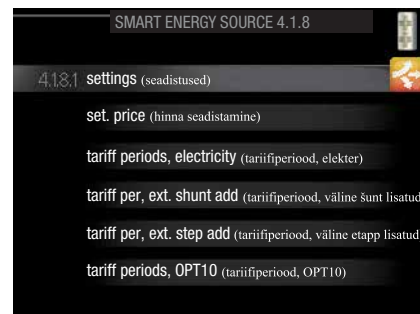 SMART ENERGY SOURCE 4.1.8
4.1.8.1 settings (seadistused)
set. price (hinna seadistamine)
tariff periods, electricity (tariifiperiood, elekter)
tariff per, ext. shunt add (tariifiperiood, väline šunt lisatud
tariff per, ext. step add (tariifiperiood, väline etapp lisatud
tariff periods, OPT10 (tariifiperiood, OPT10)